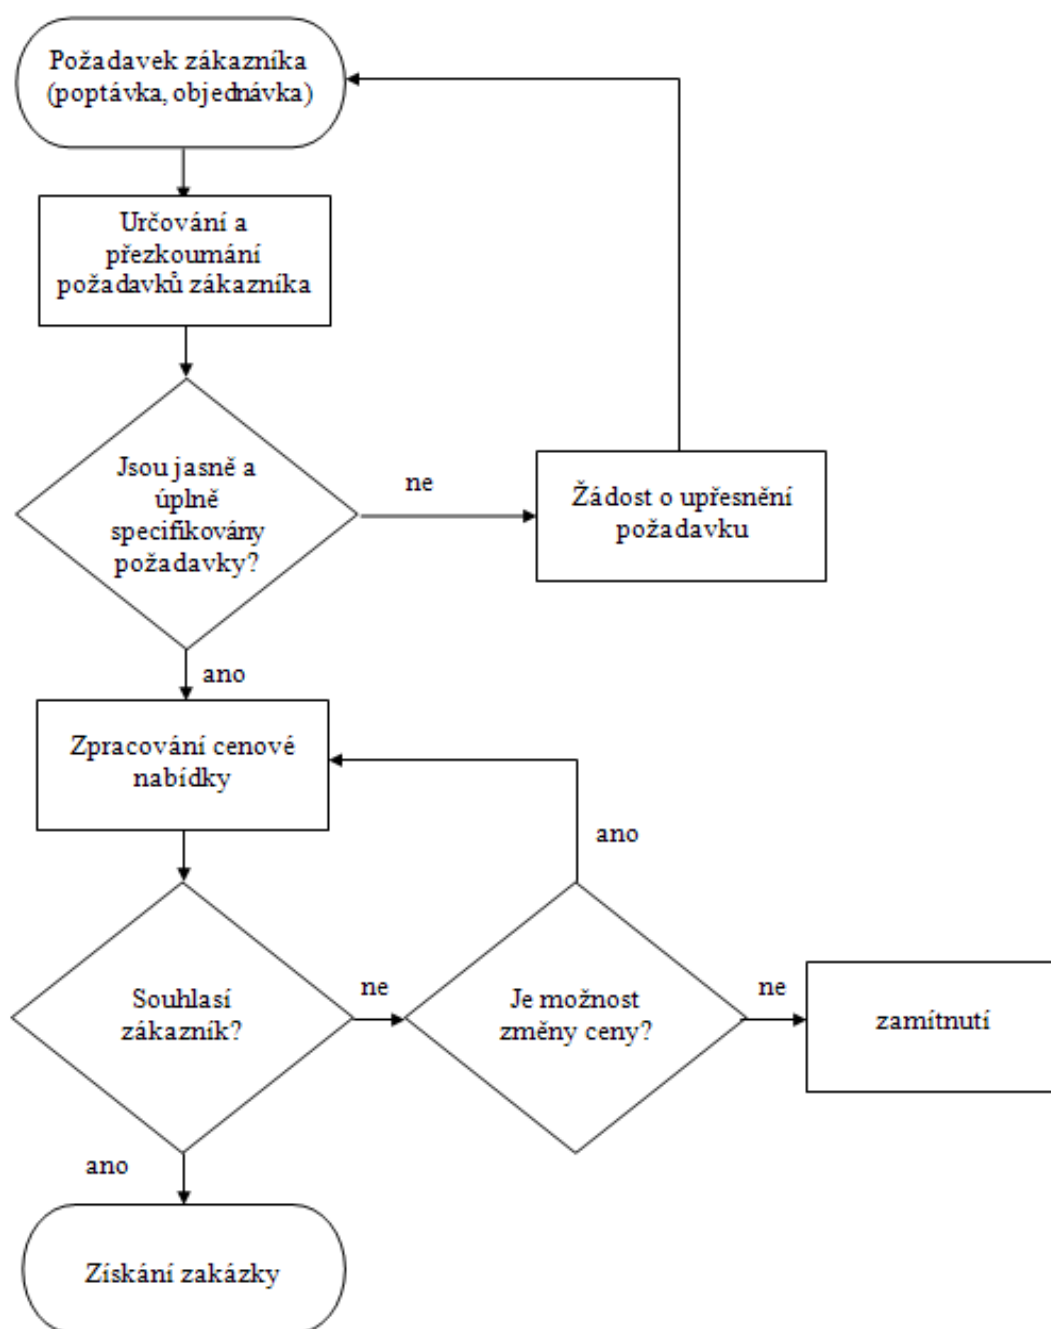 Požadavek zákazníka
(poptávka, objednávka)
Určování a
přezkoumání
požadavků zákazníka
Jsou jasně a
úplně
specifikovány
požadavky?
ne
Žádost o upřesnění
požadavku
ano
Zpracování cenové
nabídky
ano
Souhlasí
zákazník?
ne
Je možnost
změny ceny?
ne
zamítnutí
ano
Získání zakázky